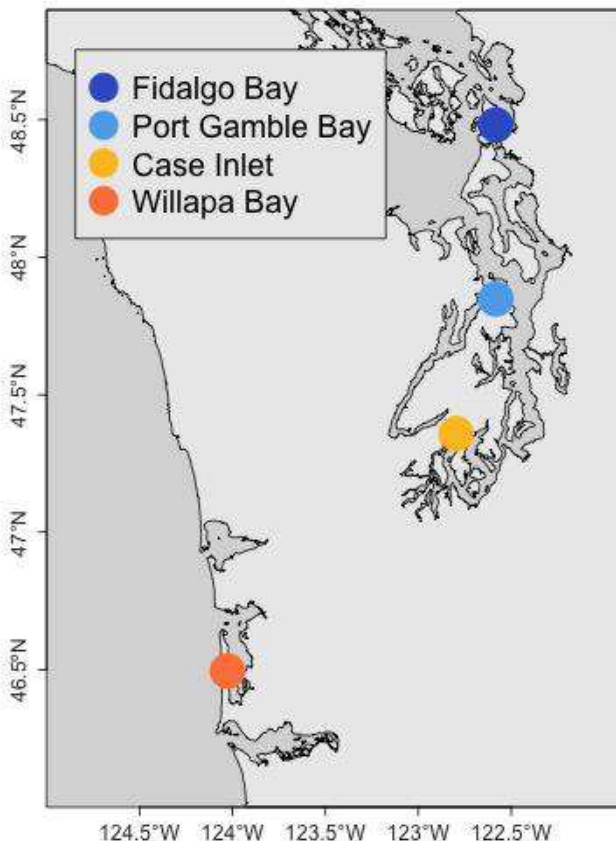 Fidalgo Bay
Port Gamble Bay
Case Inlet
Willapa Bay
48.5°N
48°N
47.5°N
47°N
46.5°N
124.5°W 124°W 123.5°W 123°W 122.5°W